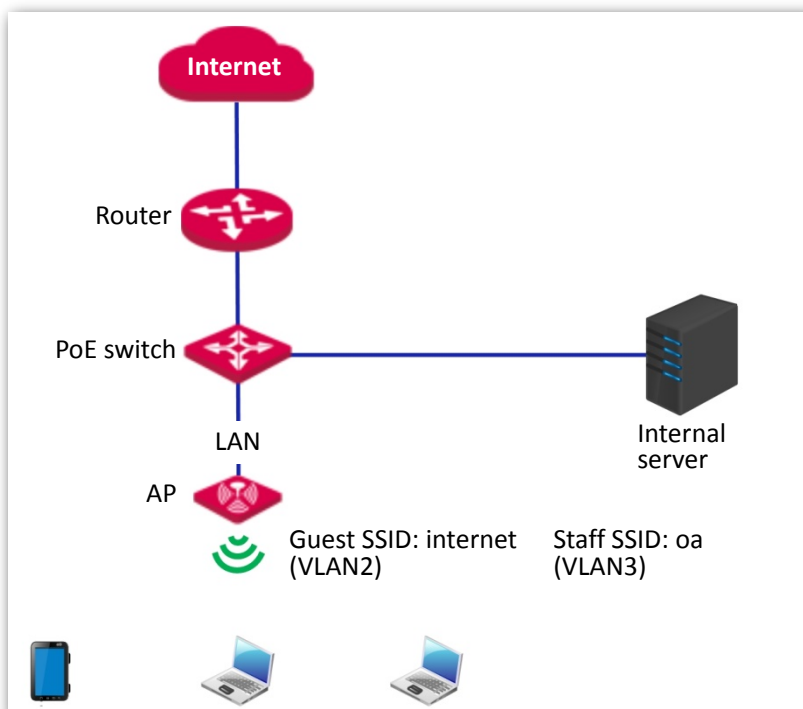 Internet
Router
PoE switch
Internal
server
LAN
AP
Guest SSID: internet
(VLAN2)
Staff SSID: oa
(VLAN3)